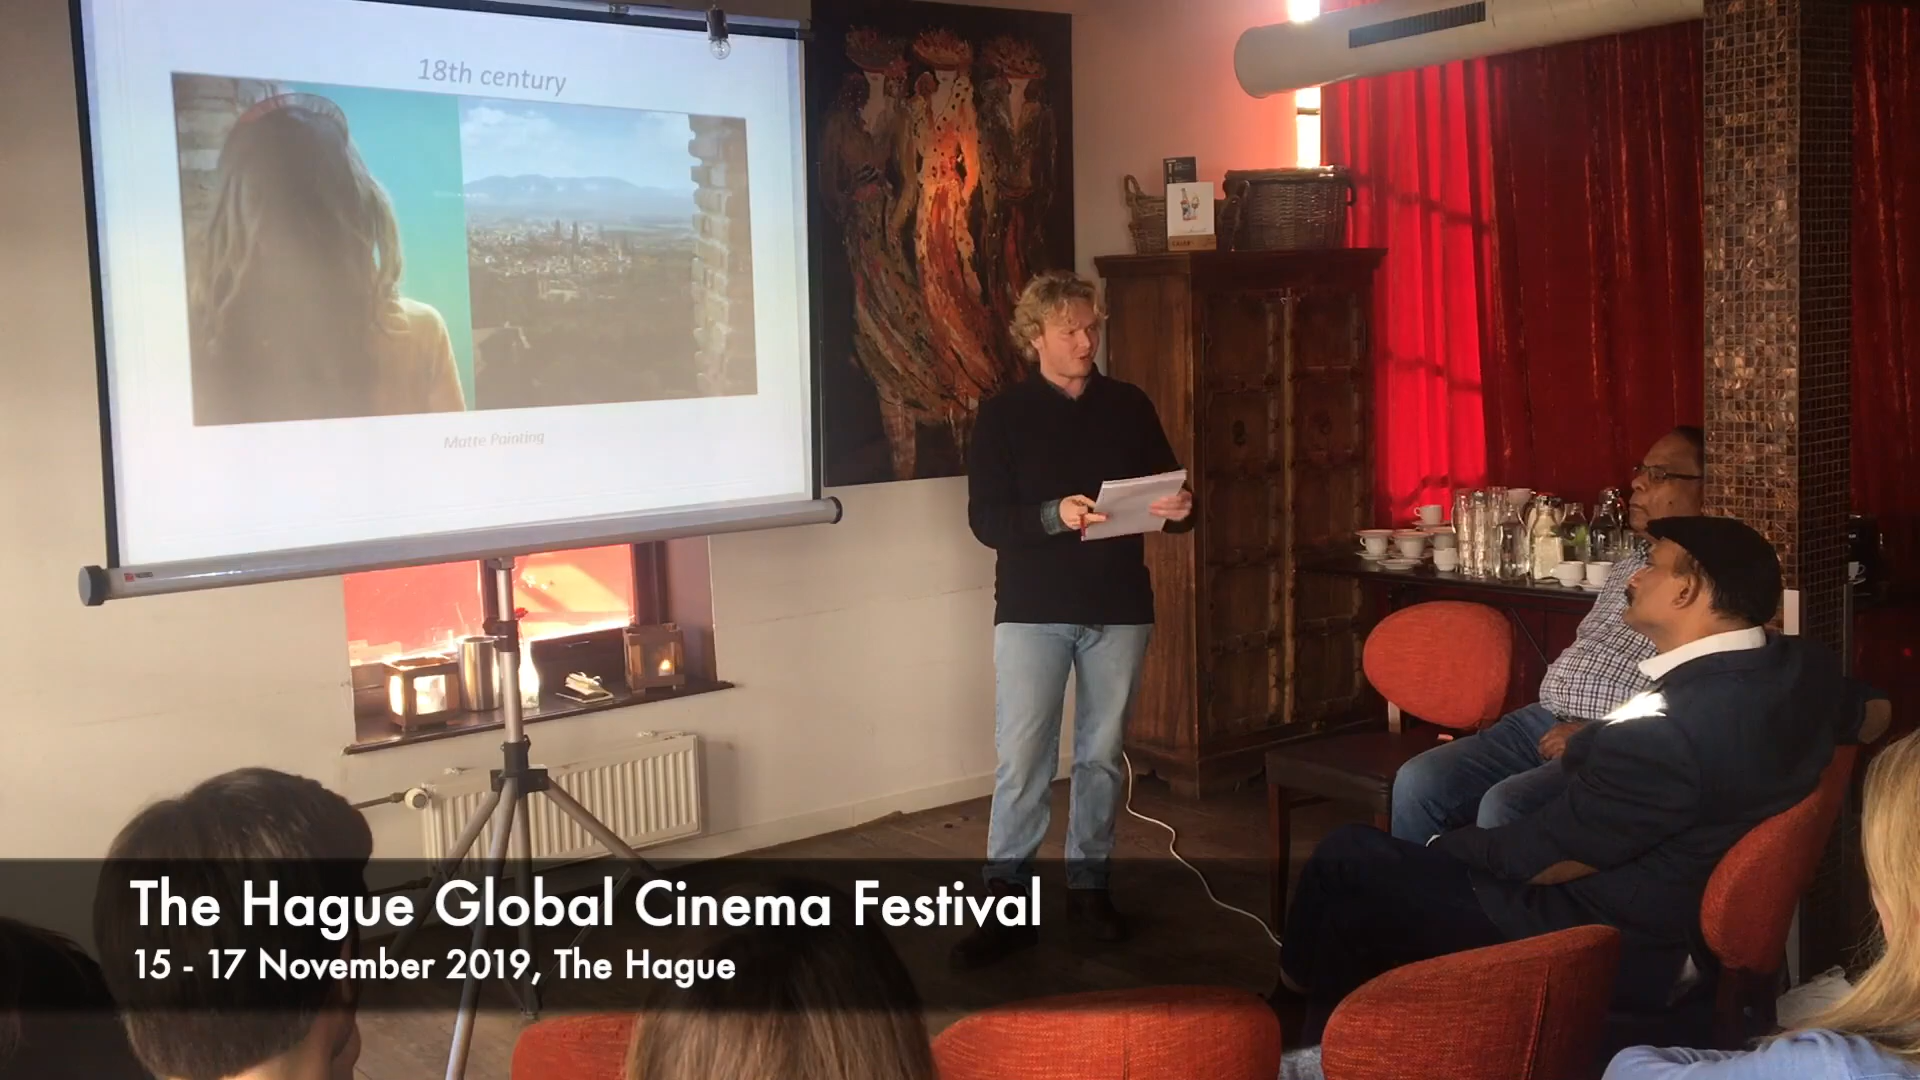 18th century
Matte Painting
The Hague Global Cinema Festival
15 - 17 November 2019, The Hague